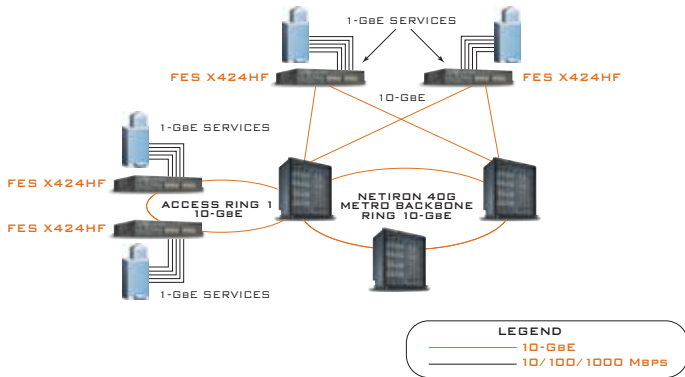 1-GbE SERVICES
FES X424HF
FES X424HF
10-GbE
1-GbE SERVICES
FES X424HF
ACCESS RING 1
10-GbE
NETIRON 40G
METRO BACKBONE
RING 10-GbE
FES X424HF
1-GbE SERVICES
LEGEND
10-GbE
10/100/1000 Mbps